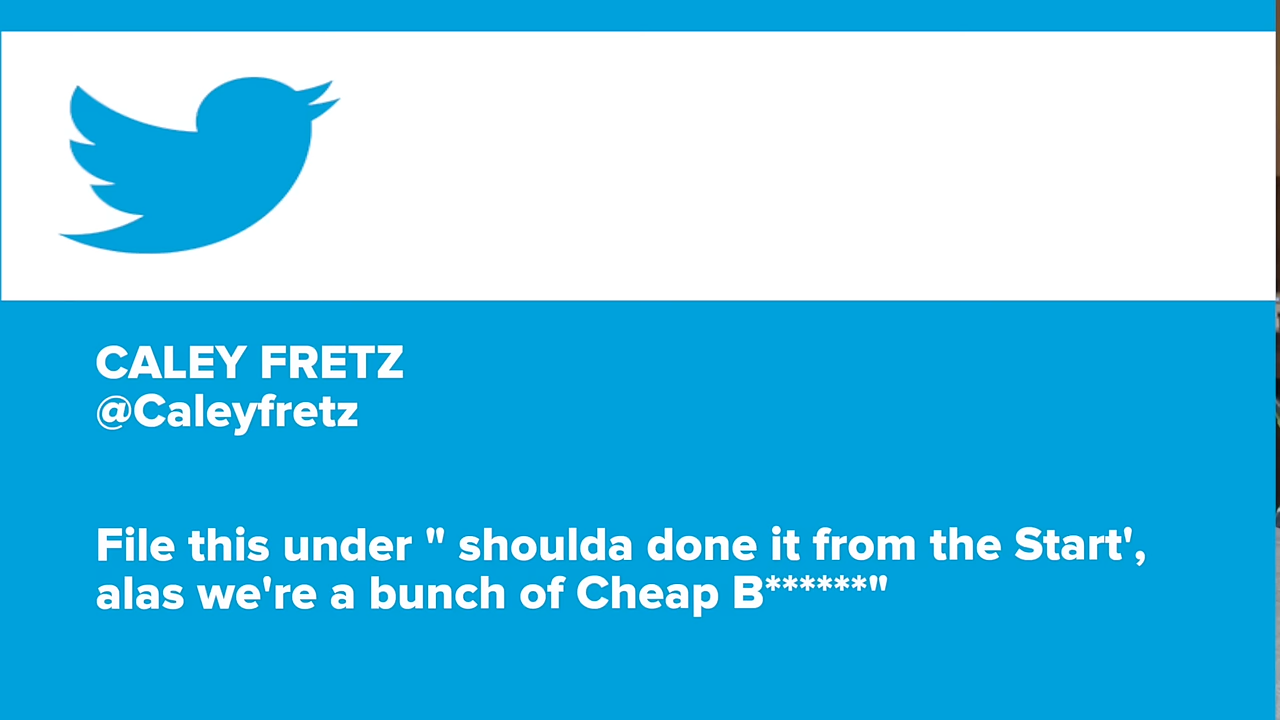 CALEY FRETZ
@Caleyfretz
File this under " shoulda done it from the Start',
alas we're a bunch of Cheap B******"